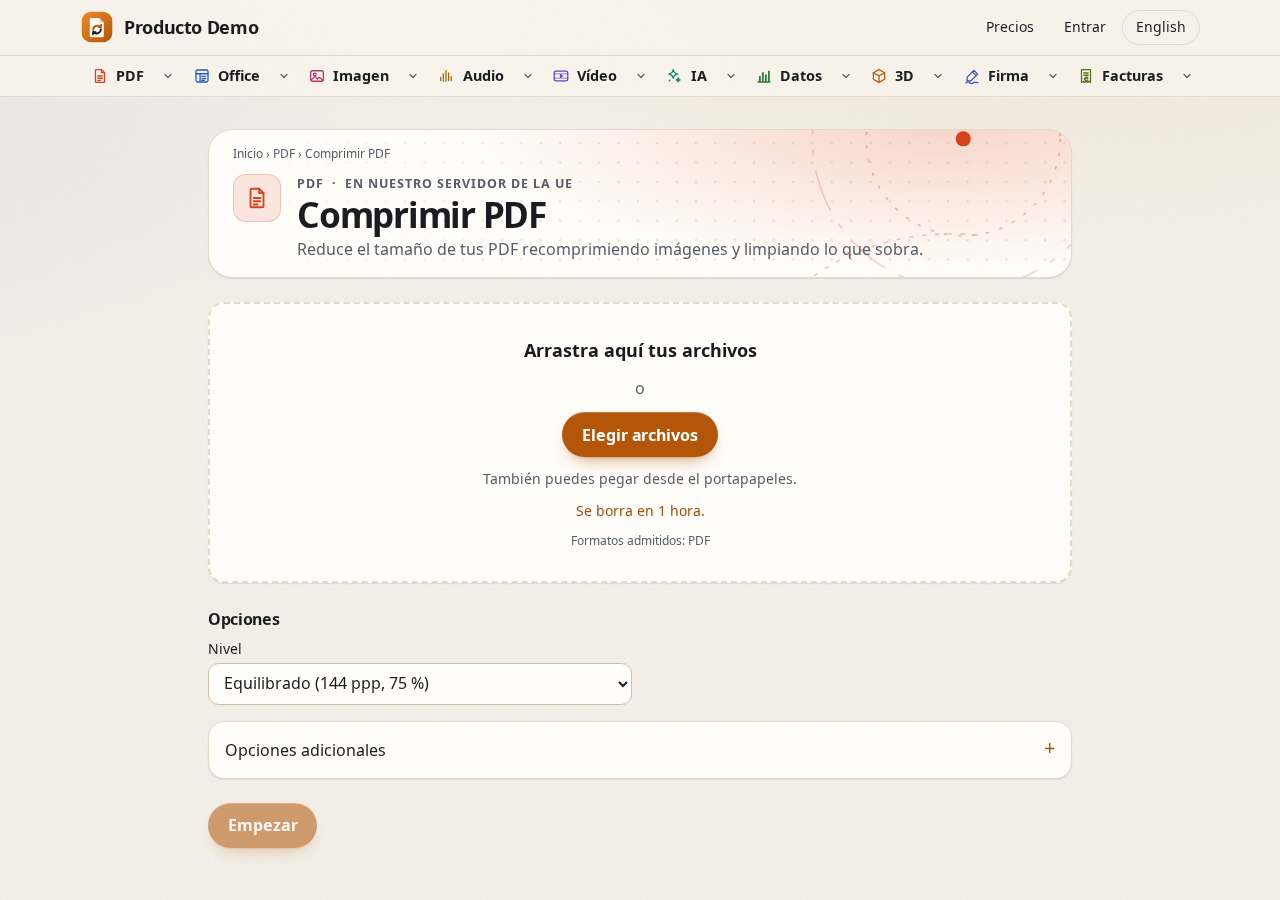 Producto Demo
Precios
Entrar
English
PDF
Office
Imagen
Audio
Vídeo
IA
Datos
3D
Firma
Facturas
Inicio › PDF › Comprimir PDF
PDF · EN NUESTRO SERVIDOR DE LA UE
Comprimir PDF
Reduce el tamaño de tus PDF recomprimiendo imágenes y limpiando lo que sobra.
Arrastra aquí tus archivos
o
Elegir archivos
También puedes pegar desde el portapapeles.
Se borra en 1 hora.
Formatos admitidos: PDF
Opciones
Nivel
Equilibrado (144 ppp, 75 %)
Opciones adicionales
+
Empezar